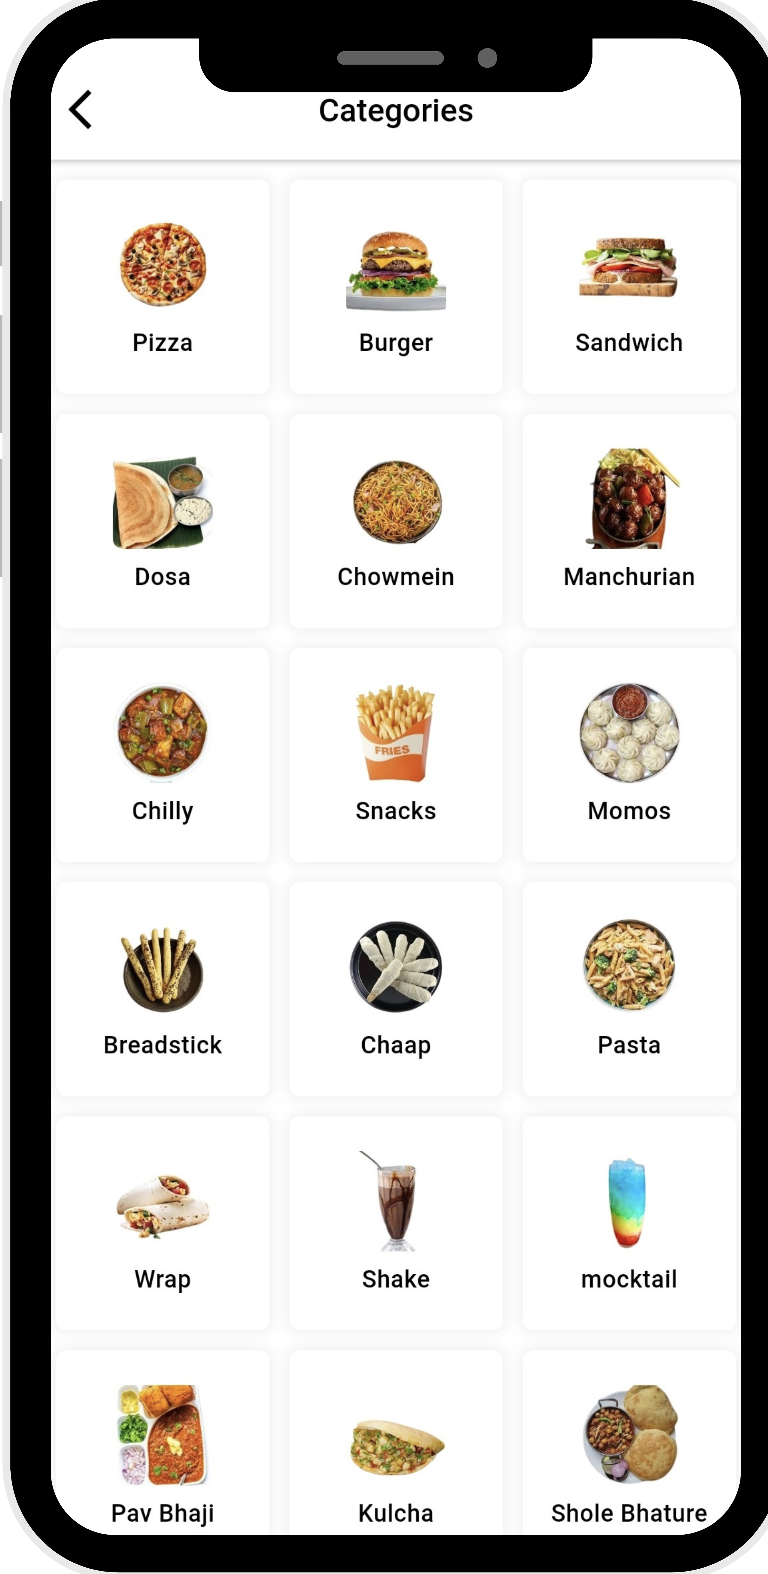 Categories
Pizza
Burger
Sandwich
Dosa
Chowmein
Manchurian
Chilly
FRIES
Snacks
Momos
Breadstick
Chaap
Pasta
Wrap
Shake
mocktail
Pav Bhaji
Kulcha
Shole Bhature